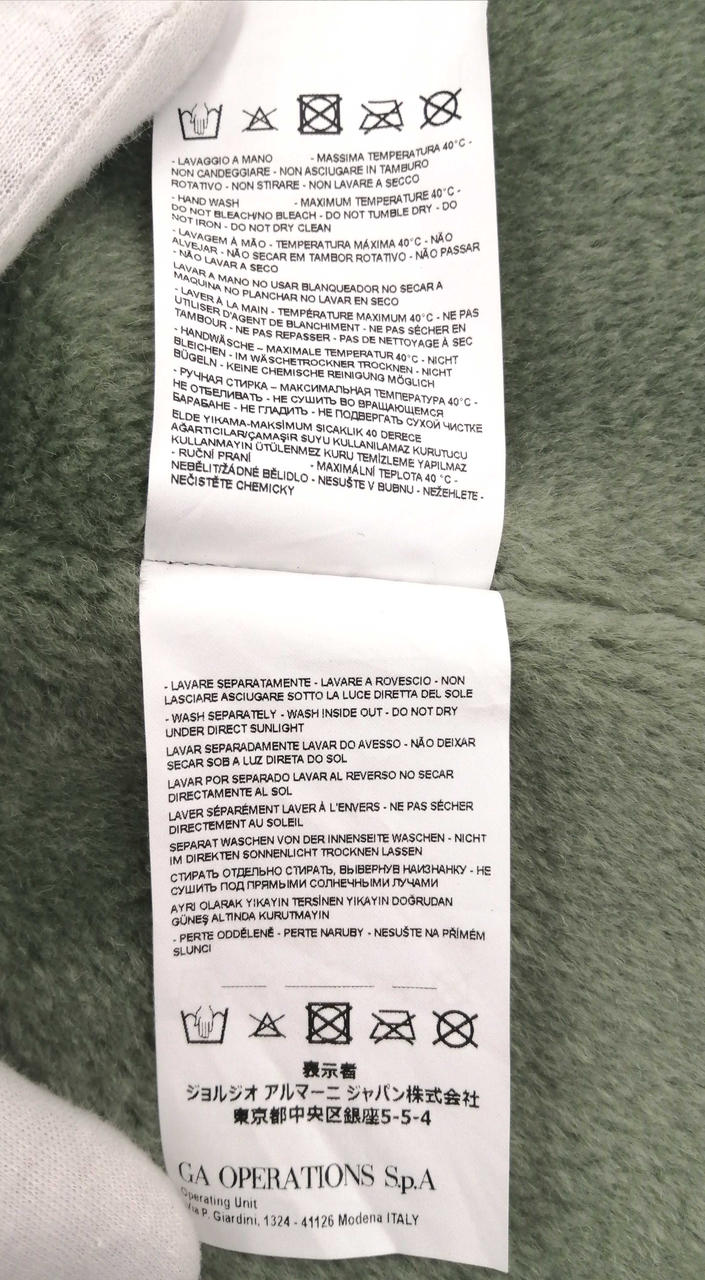 - LAVAGGIO A MANO - MASSIMA TEMPERATURA 40°C -
NON CANDEGGIARE - NON ASCIUGARE IN TAMBURO
ROTATIVO - NON STIRARE - NON LAVARE A SECCO
- HAND WASH - MAXIMUM TEMPERATURE 40°C -
DO NOT BLEACH/NO BLEACH - DO NOT TUMBLE DRY - DO
NOT IRON - DO NOT DRY CLEAN
- LAVAGEM À MÃO - TEMPERATURA MÁXIMA 40°C - NÃO
ALVEJAR - NÃO SECAR EM TAMBOR ROTATIVO - NÃO PASSAR
- NÃO LAVAR A SECO
LAVAR A MANO NO USAR BLANQUEADOR NO SECAR A
MAQUINA NO PLANCHAR NO LAVAR EN SECO
- LAVER À LA MAIN - TEMPÉRATURE MAXIMUM 40°C - NE PAS
UTILISER D'AGENT DE BLANCHIMENT - NE PAS SÉCHER EN
TAMBOUR - NE PAS REPASSER - PAS DE NETTOYAGE À SEC
- HANDWÄSCHE – MAXIMALE TEMPERATUR 40°C - NICHT
BLEICHEN - IM WÄSCHETROCKNER TROCKNEN - NICHT
BÜGELN - KEINE CHEMISCHE REINIGUNG MÖGLICH
- РУЧНАЯ СТИРКА – МАКСИМАЛЬНАЯ ТЕМПЕРАТУРА 40°C -
НЕ ОТБЕЛИВАТЬ - НЕ СУШИТЬ ВО ВРАЩАЮЩЕМСЯ
БАРАБАНЕ - НЕ ГЛАДИТЬ - НЕ ПОДВЕРГАТЬ СУХОЙ ЧИСТКЕ
ELDE YIKAMA-MAKSİMUM SICAKLIK 40 DERECE
AĞARTICILAR/ÇAMAŞIR SUYU KULLANILAMAZ KURUTUCU
KULLANMAYIN ÜTÜLENMEZ KURU TEMİZLEME YAPILMAZ
- RUČNÍ PRANÍ - MAXIMÁLNÍ TEPLOTA 40 °C -
NEBĚLIT/ŽÁDNÉ BĚLIDLO - NESUŠTE V BUBNU - NEŽEHLETE -
NEČISTĚTE CHEMICKY
- LAVARE SEPARATAMENTE - LAVARE A ROVESCIO - NON
LASCIARE ASCIUGARE SOTTO LA LUCE DIRETTA DEL SOLE
- WASH SEPARATELY - WASH INSIDE OUT - DO NOT DRY
UNDER DIRECT SUNLIGHT
LAVAR SEPARADAMENTE LAVAR DO AVESSO - NÃO DEIXAR
SECAR SOB A LUZ DIRETA DO SOL
LAVAR POR SEPARADO LAVAR AL REVERSO NO SECAR
DIRECTAMENTE AL SOL
LAVER SÉPARÉMENT LAVER À L'ENVERS - NE PAS SÉCHER
DIRECTEMENT AU SOLEIL
SEPARAT WASCHEN VON DER INNENSEITE WASCHEN - NICHT
IM DIREKTEN SONNENLICHT TROCKNEN LASSEN
СТИРАТЬ ОТДЕЛЬНО СТИРАТЬ, ВЫВЕРНУВ НАИЗНАНКУ - НЕ
СУШИТЬ ПОД ПРЯМЫМИ СОЛНЕЧНЫМИ ЛУЧАМИ
AYRI OLARAK YIKAYIN TERSİNEN YIKAYIN DOĞRUDAN
GÜNEŞ ALTINDA KURUTMAYIN
- PERTE ODDĚLENĚ - PERTE NARUBY - NESUŠTE NA PŘÍMÉM
SLUNCI
表示者
ジョルジオ アルマーニ ジャパン株式会社
東京都中央区銀座5-5-4
GA OPERATIONS S.p.A
Operating Unit
Via P. Giardini, 1324 - 41126 Modena ITALY